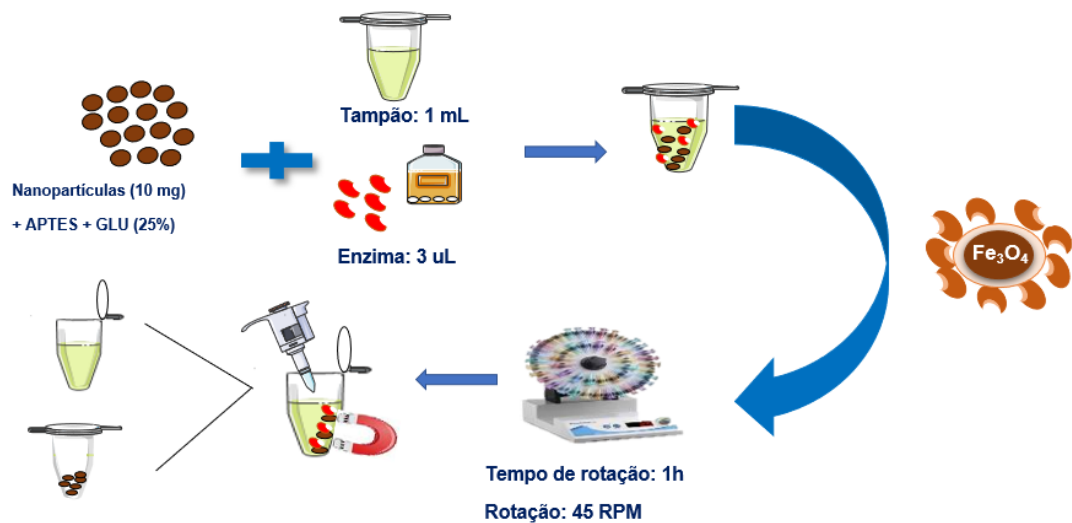 Tampão: 1 mL
Nanopartículas (10 mg)
+ APTES + GLU (25%)
Enzima: 3 uL
Fe₃O₄
Tempo de rotação: 1h
Rotação: 45 RPM